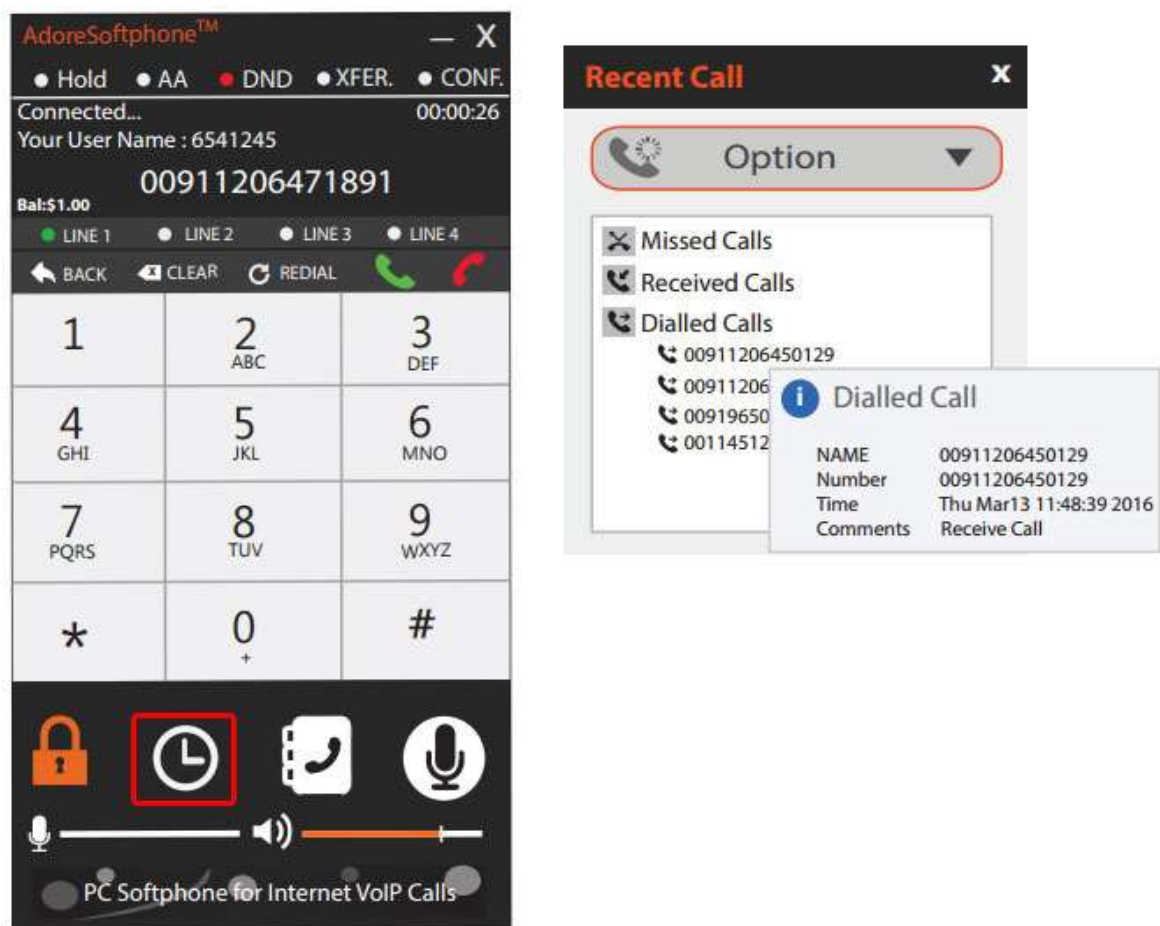 AdoreSoftphone™ — X
Hold AA DND XFER. CONF.
Connected... 00:00:26
Your User Name : 6541245
00911206471891
Bal:$1.00
LINE 1 LINE 2 LINE 3 LINE 4
BACK CLEAR REDIAL
1 2 3
ABC DEF
4 5 6
GHI JKL MNO
7 8 9
PQRS TUV WXYZ
* 0 #
+
PC Softphone for Internet VoIP Calls
Recent Call x
Option
Missed Calls
Received Calls
Dialled Calls
00911206450129
00911206
00919650
00114512
i Dialled Call
NAME 00911206450129
Number 00911206450129
Time Thu Mar13 11:48:39 2016
Comments Receive Call